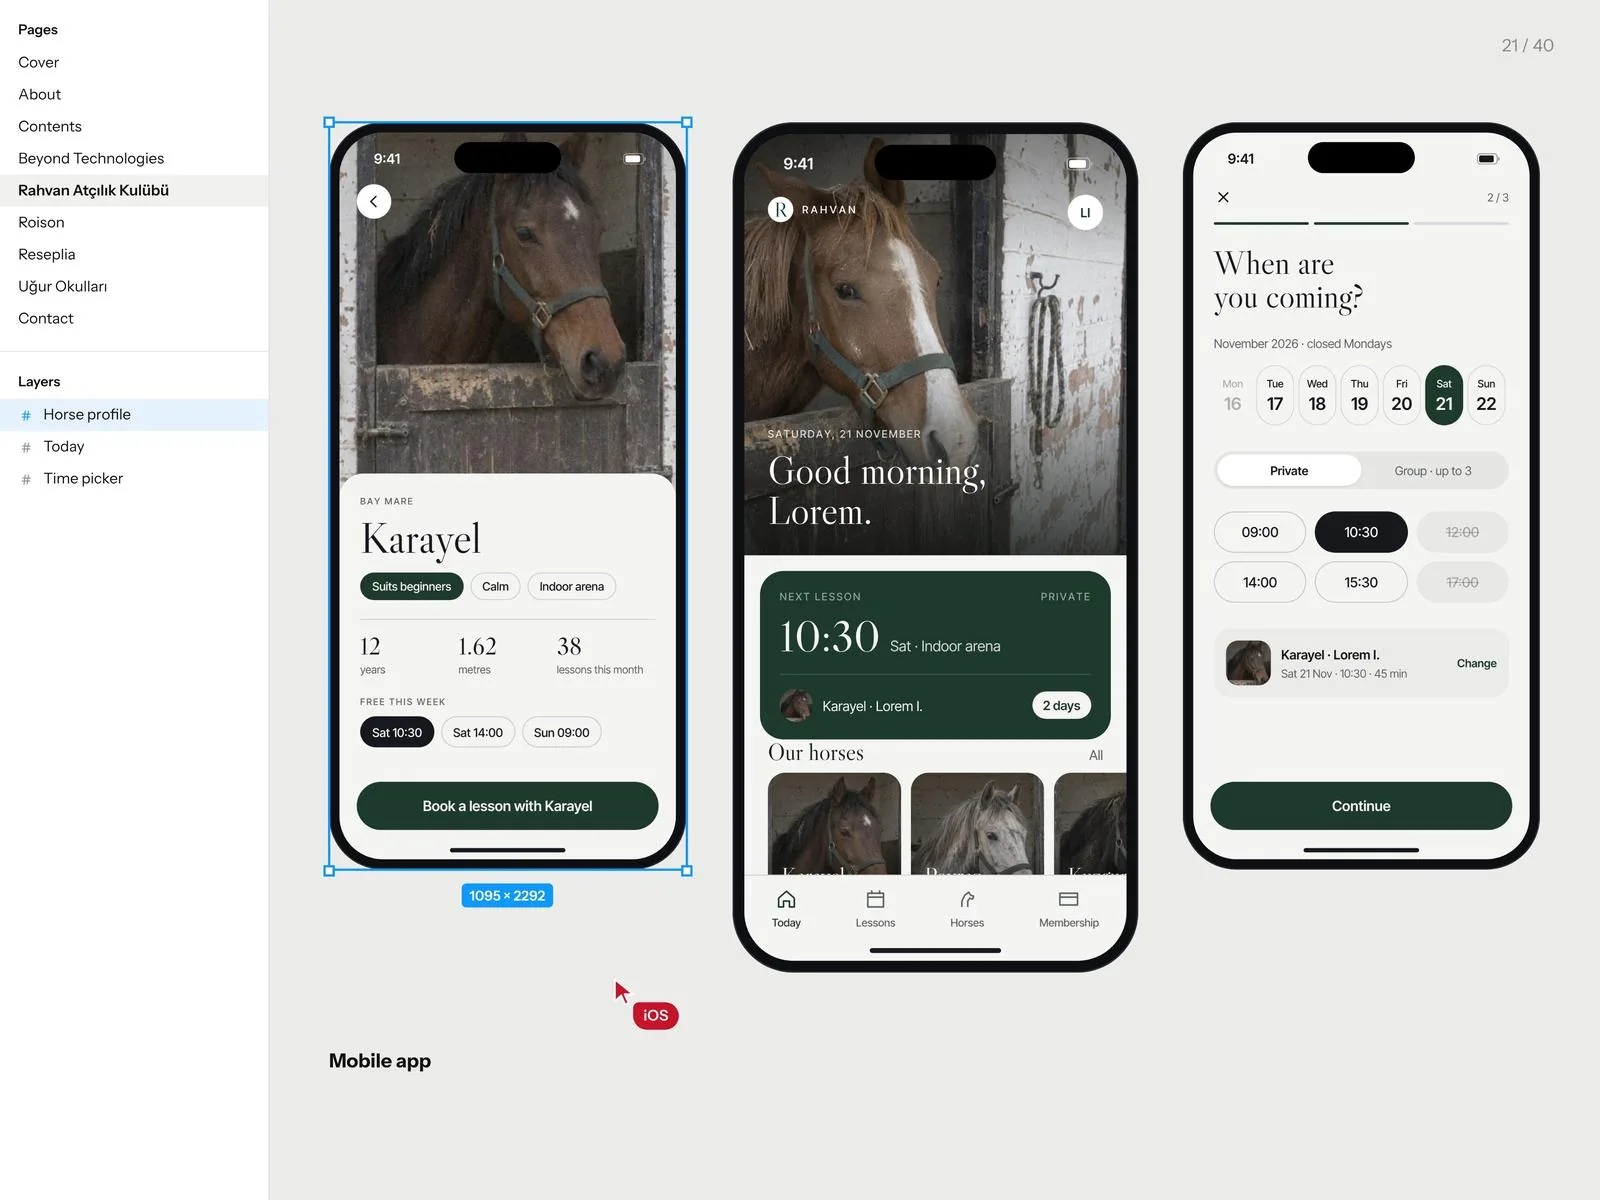 Pages
Cover
About
Contents
Beyond Technologies
Rahvan Atçılık Kulübü
Roison
Reseplia
Uğur Okulları
Contact
Layers
# Horse profile
# Today
# Time picker
21 / 40
9:41
BAY MARE
Karayel
Suits beginners Calm Indoor arena
12 1.62 38
years metres lessons this month
FREE THIS WEEK
Sat 10:30 Sat 14:00 Sun 09:00
Book a lesson with Karayel
1095 × 2292
9:41
R RAHVAN LI
SATURDAY, 21 NOVEMBER
Good morning,
Lorem.
NEXT LESSON PRIVATE
10:30 Sat · Indoor arena
Karayel · Lorem I. 2 days
Our horses All
Karayel
Today Lessons Horses Membership
9:41
2 / 3
When are
you coming?
November 2026 · closed Mondays
Mon Tue Wed Thu Fri Sat Sun
16 17 18 19 20 21 22
Private Group · up to 3
09:00 10:30 12:00
14:00 15:30 17:00
Karayel · Lorem I.
Sat 21 Nov · 10:30 · 45 min
Change
Continue
iOS
Mobile app